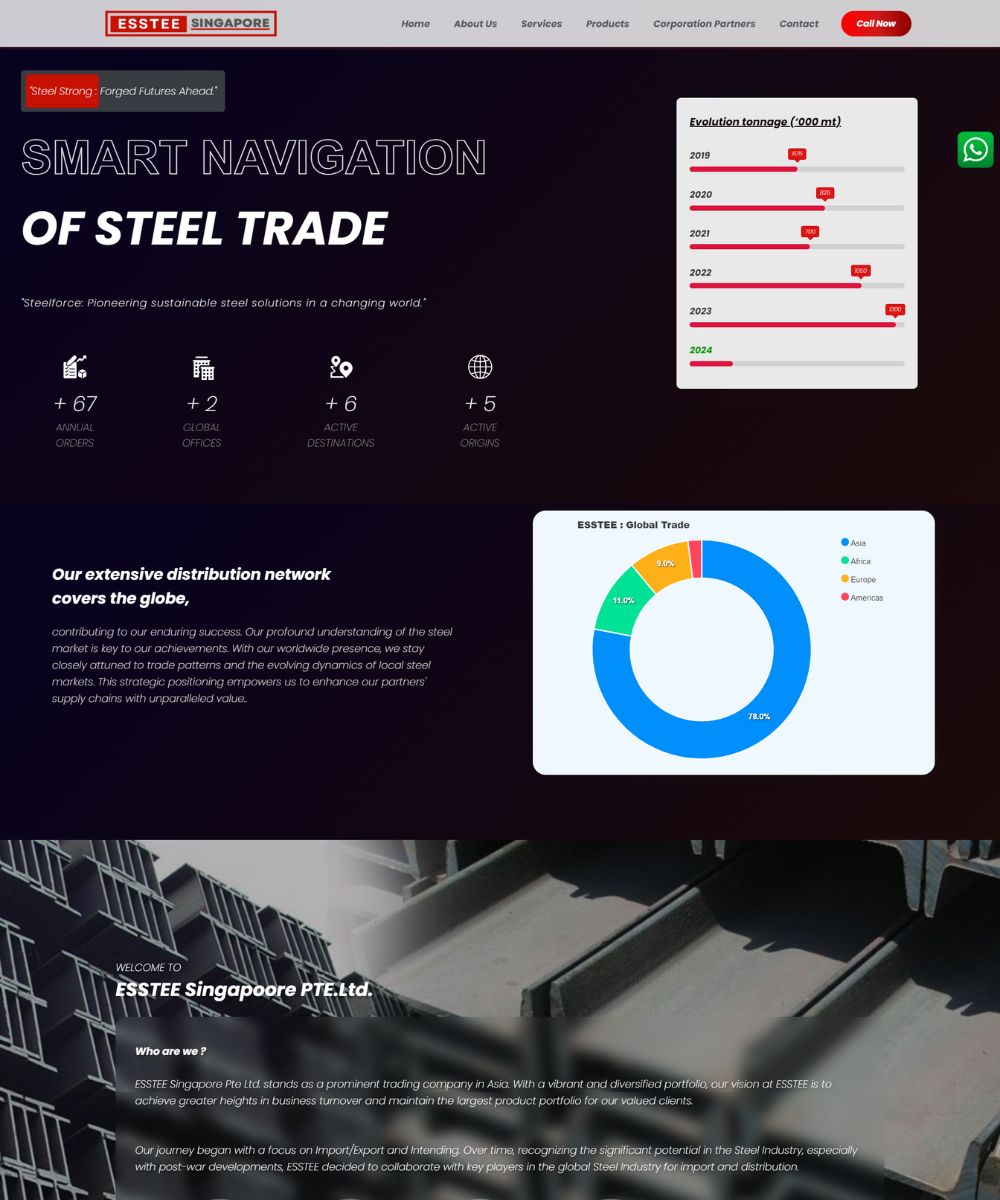 ESSTEE SINGAPORE
Home About Us Services Products Corporation Partners Contact Call Now
"Steel Strong : Forged Futures Ahead."
SMART NAVIGATION
OF STEEL TRADE
"Steelforce: Pioneering sustainable steel solutions in a changing world."
+ 67
ANNUAL
ORDERS
+ 2
GLOBAL
OFFICES
+ 6
ACTIVE
DESTINATIONS
+ 5
ACTIVE
ORIGINS
Evolution tonnage ('000 mt)
2019
675
2020
825
2021
700
2022
1050
2023
1300
2024
Our extensive distribution network
covers the globe,
contributing to our enduring success. Our profound understanding of the steel
market is key to our achievements. With our worldwide presence, we stay
closely attuned to trade patterns and the evolving dynamics of local steel
markets. This strategic positioning empowers us to enhance our partners'
supply chains with unparalleled value..
ESSTEE : Global Trade
9.0%
11.0%
78.0%
Asia
Africa
Europe
Americas
WELCOME TO
ESSTEE Singapoore PTE.Ltd.
Who are we ?
ESSTEE Singapore Pte Ltd. stands as a prominent trading company in Asia. With a vibrant and diversified portfolio, our vision at ESSTEE is to
achieve greater heights in business turnover and maintain the largest product portfolio for our valued clients.
Our journey began with a focus on Import/Export and Intending. Over time, recognizing the significant potential in the Steel Industry, especially
with post-war developments, ESSTEE decided to collaborate with key players in the global Steel Industry for import and distribution.